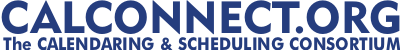 CALCONNECT.ORG
The CALENDARING & SCHEDULING CONSORTIUM